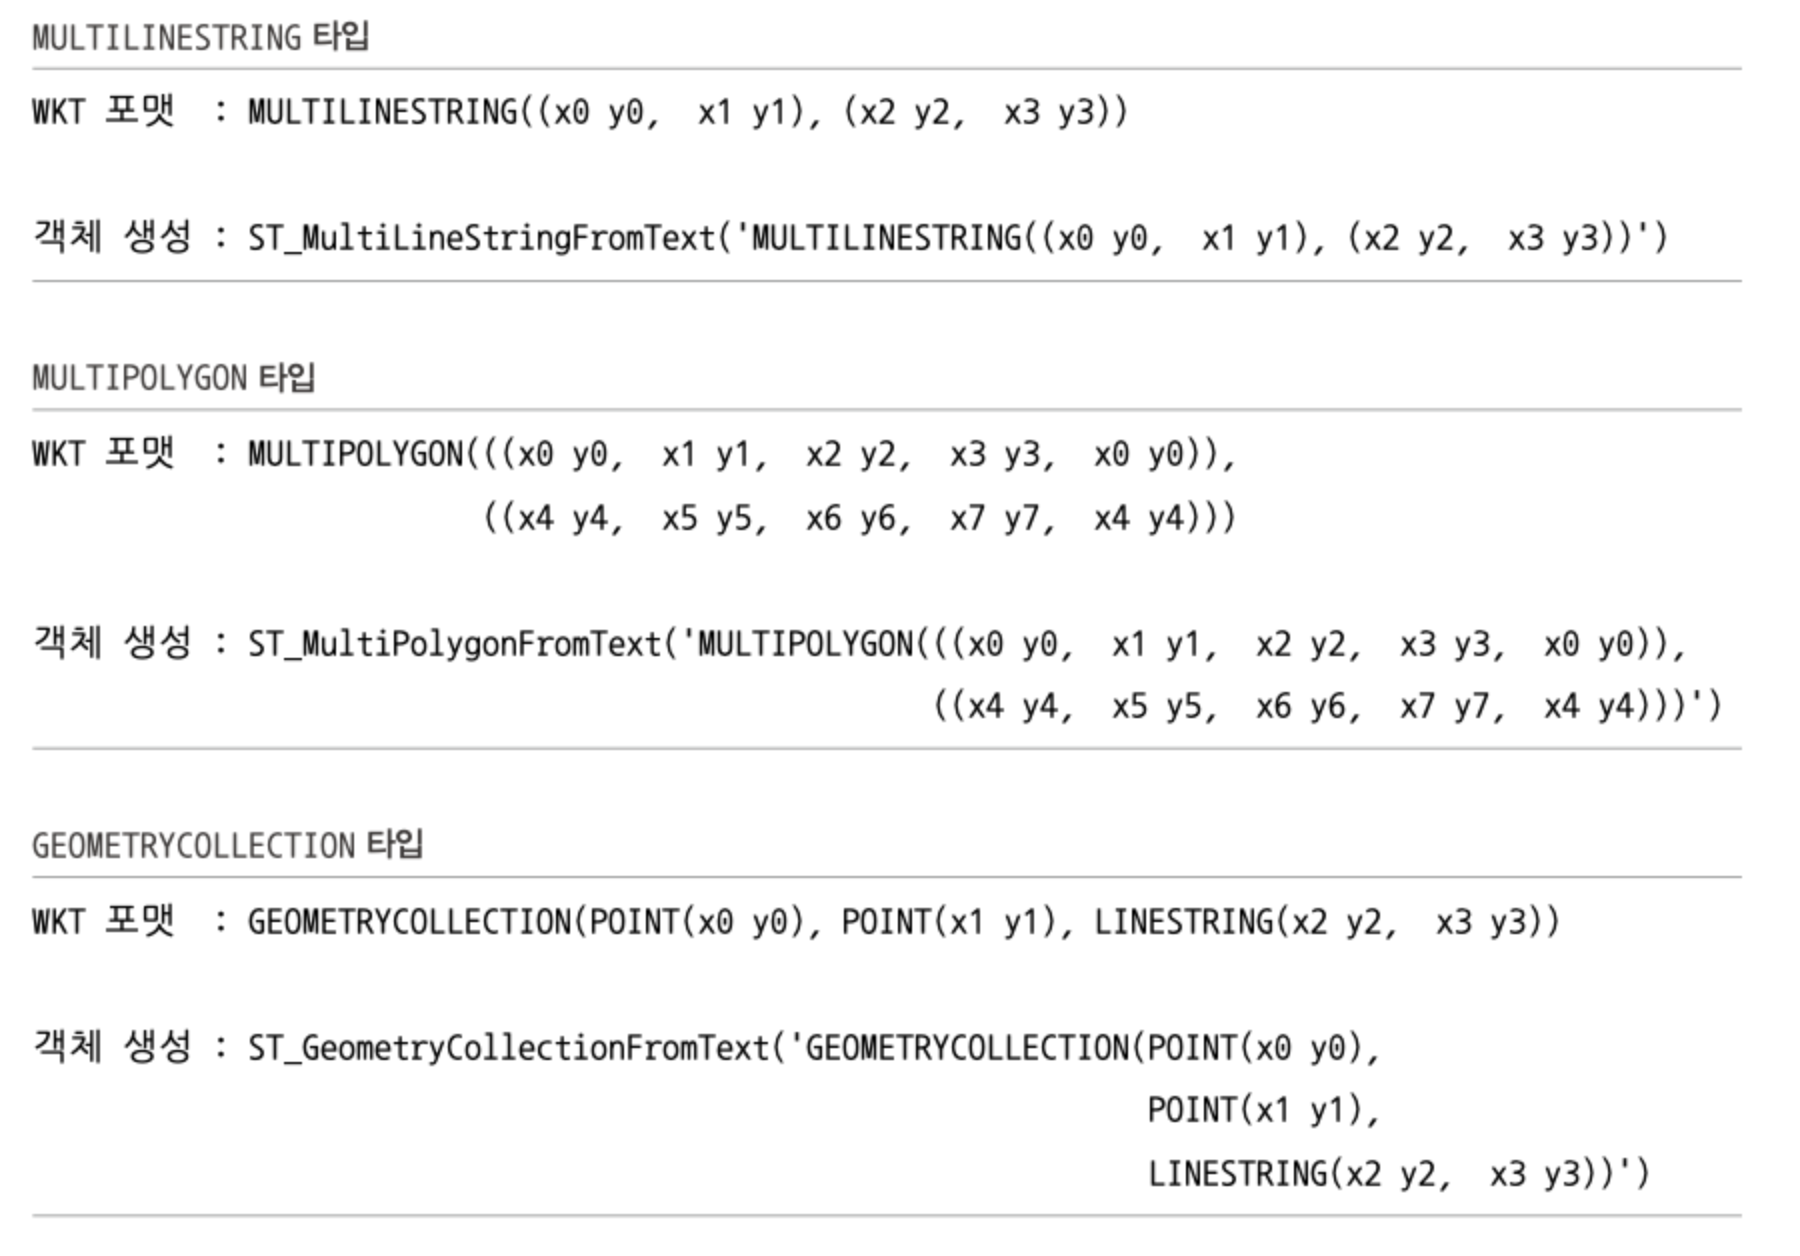 MULTILINESTRING 타입
WKT 포맷  : MULTILINESTRING((x0 y0,  x1 y1), (x2 y2,  x3 y3))
객체 생성 : ST_MultiLineStringFromText('MULTILINESTRING((x0 y0,  x1 y1), (x2 y2,  x3 y3))')
MULTIPOLYGON 타입
WKT 포맷  : MULTIPOLYGON(((x0 y0,  x1 y1,  x2 y2,  x3 y3,  x0 y0)),
((x4 y4,  x5 y5,  x6 y6,  x7 y7,  x4 y4)))
객체 생성 : ST_MultiPolygonFromText('MULTIPOLYGON(((x0 y0,  x1 y1,  x2 y2,  x3 y3,  x0 y0)),
((x4 y4,  x5 y5,  x6 y6,  x7 y7,  x4 y4)))')
GEOMETRYCOLLECTION 타입
WKT 포맷  : GEOMETRYCOLLECTION(POINT(x0 y0), POINT(x1 y1), LINESTRING(x2 y2,  x3 y3))
객체 생성 : ST_GeometryCollectionFromText('GEOMETRYCOLLECTION(POINT(x0 y0),
POINT(x1 y1),
LINESTRING(x2 y2,  x3 y3))')